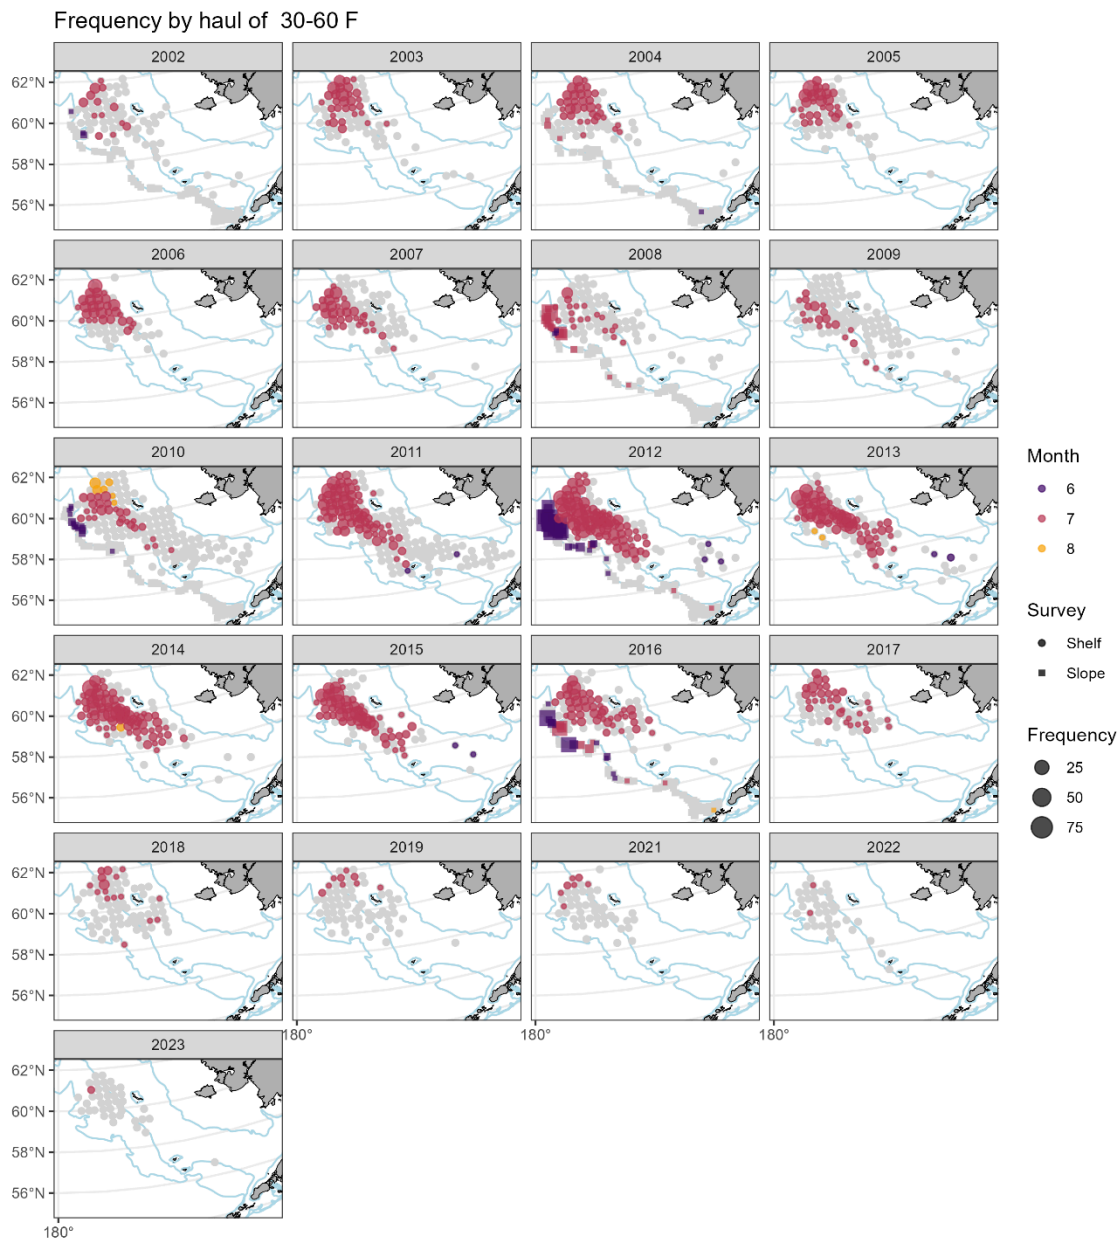 Frequency by haul of  30-60 F
2002 2003 2004 2005
62°N
60°N
58°N
56°N
2006 2007 2008 2009
62°N
60°N
58°N
56°N
2010 2011 2012 2013
62°N
60°N
58°N
56°N
2014 2015 2016 2017
62°N
60°N
58°N
56°N
2018 2019 2021 2022
62°N
60°N
58°N
56°N
180° 180° 180°
2023
62°N
60°N
58°N
56°N
180°
Month
6
7
8
Survey
Shelf
Slope
Frequency
25
50
75